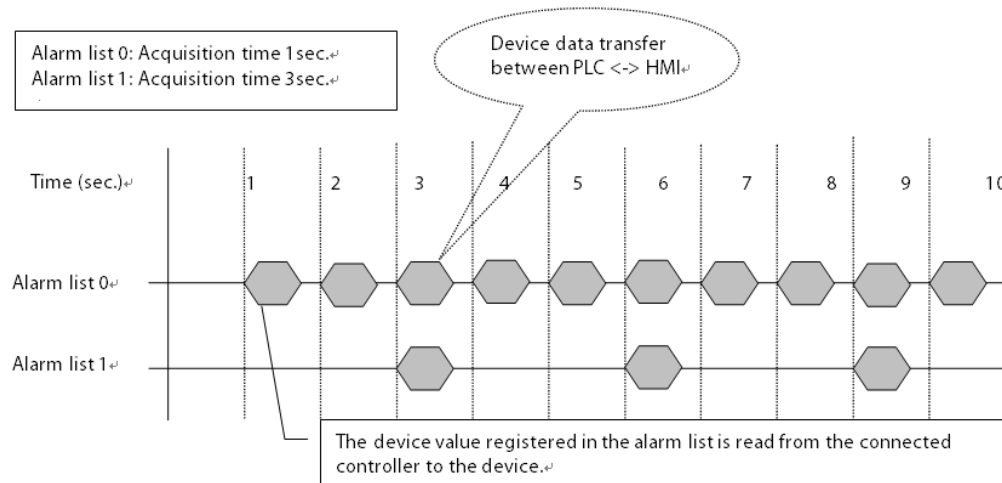 Alarm list 0: Acquisition time 1sec.↵
Alarm list 1: Acquisition time 3sec.↵
Device data transfer
between PLC <-> HMI↵
Time (sec.)↵ 1 2 3 4 5 6 7 8 9 10
Alarm list 0↵
Alarm list 1↵
The device value registered in the alarm list is read from the connected
controller to the device.↵